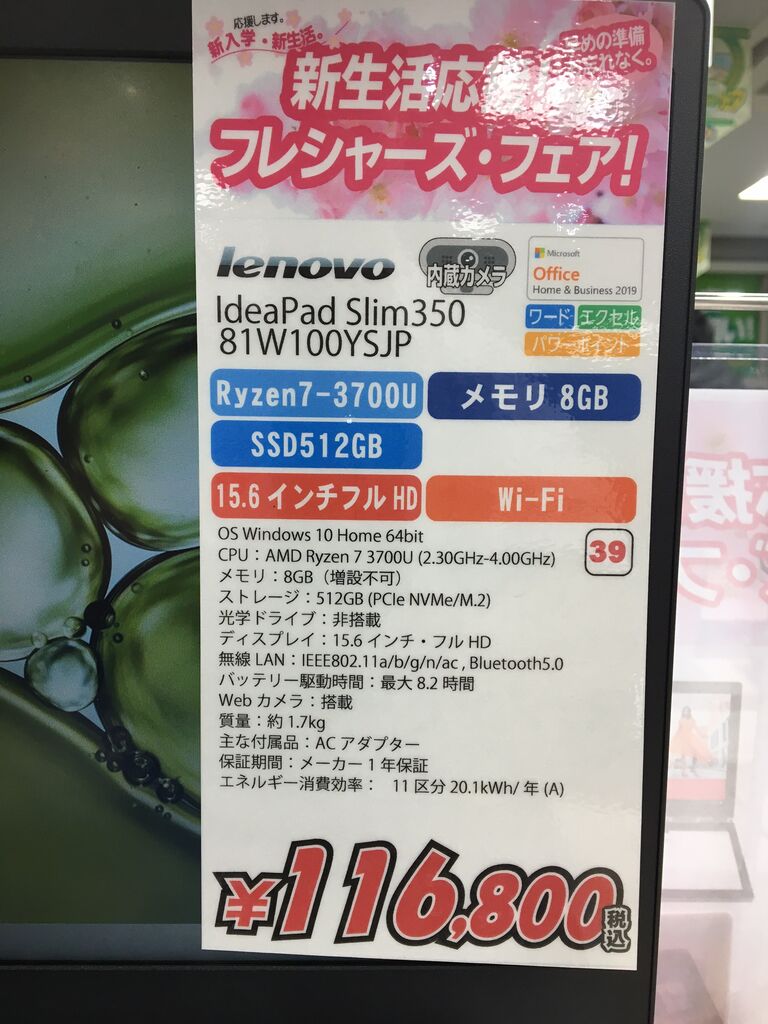 応援します。
新入学・新生活。
めの準備
れなく。
新生活応
フレシャーズ・フェア!
lenovo
内蔵カメラ
Microsoft
Office
Home & Business 2019
IdeaPad Slim350
81W100YSJP
ワード エクセル
パワーポイント
Ryzen7-3700U メモリ 8GB
SSD512GB
15.6 インチフル HD Wi-Fi
OS Windows 10 Home 64bit
CPU：AMD Ryzen 7 3700U (2.30GHz-4.00GHz)
39
メモリ：8GB（増設不可）
ストレージ：512GB (PCIe NVMe/M.2)
光学ドライブ：非搭載
ディスプレイ：15.6 インチ・フル HD
無線 LAN：IEEE802.11a/b/g/n/ac , Bluetooth5.0
バッテリー駆動時間：最大 8.2 時間
Web カメラ：搭載
質量：約 1.7kg
主な付属品：AC アダプター
保証期間：メーカー 1 年保証
エネルギー消費効率： 11 区分 20.1kWh/ 年 (A)
¥116,800 税込